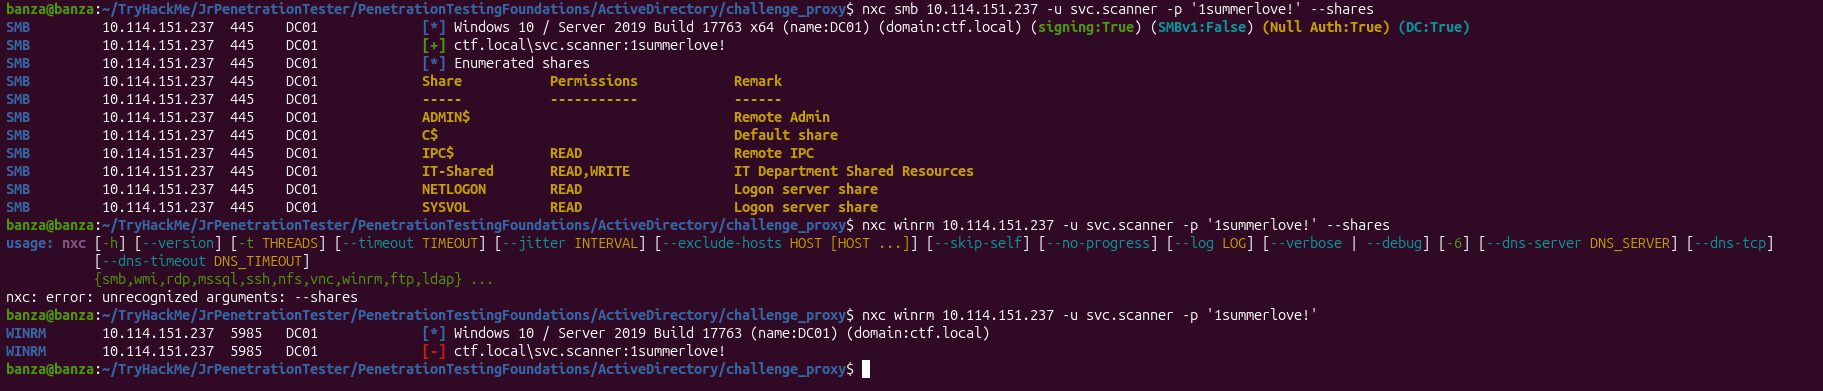 banza@banza:~/TryHackMe/JrPenetrationTester/PenetrationTestingFoundations/ActiveDirectory/challenge_proxy$ nxc smb 10.114.151.237 -u svc.scanner -p '1summerlove!' --shares
SMB 10.114.151.237 445 DC01 [*] Windows 10 / Server 2019 Build 17763 x64 (name:DC01) (domain:ctf.local) (signing:True) (SMBv1:False) (Null Auth:True) (DC:True)
SMB 10.114.151.237 445 DC01 [+] ctf.local\svc.scanner:1summerlove!
SMB 10.114.151.237 445 DC01 [*] Enumerated shares
SMB 10.114.151.237 445 DC01 Share Permissions Remark
SMB 10.114.151.237 445 DC01 ----- ----------- ------
SMB 10.114.151.237 445 DC01 ADMIN$ Remote Admin
SMB 10.114.151.237 445 DC01 C$ Default share
SMB 10.114.151.237 445 DC01 IPC$ READ Remote IPC
SMB 10.114.151.237 445 DC01 IT-Shared READ,WRITE IT Department Shared Resources
SMB 10.114.151.237 445 DC01 NETLOGON READ Logon server share
SMB 10.114.151.237 445 DC01 SYSVOL READ Logon server share
banza@banza:~/TryHackMe/JrPenetrationTester/PenetrationTestingFoundations/ActiveDirectory/challenge_proxy$ nxc winrm 10.114.151.237 -u svc.scanner -p '1summerlove!' --shares
usage: nxc [-h] [--version] [-t THREADS] [--timeout TIMEOUT] [--jitter INTERVAL] [--exclude-hosts HOST [HOST ...]] [--skip-self] [--no-progress] [--log LOG] [--verbose | --debug] [-6] [--dns-server DNS_SERVER] [--dns-tcp]
[--dns-timeout DNS_TIMEOUT]
{smb,wmi,rdp,mssql,ssh,nfs,vnc,winrm,ftp,ldap} ...
nxc: error: unrecognized arguments: --shares
banza@banza:~/TryHackMe/JrPenetrationTester/PenetrationTestingFoundations/ActiveDirectory/challenge_proxy$ nxc winrm 10.114.151.237 -u svc.scanner -p '1summerlove!'
WINRM 10.114.151.237 5985 DC01 [*] Windows 10 / Server 2019 Build 17763 (name:DC01) (domain:ctf.local)
WINRM 10.114.151.237 5985 DC01 [-] ctf.local\svc.scanner:1summerlove!
banza@banza:~/TryHackMe/JrPenetrationTester/PenetrationTestingFoundations/ActiveDirectory/challenge_proxy$